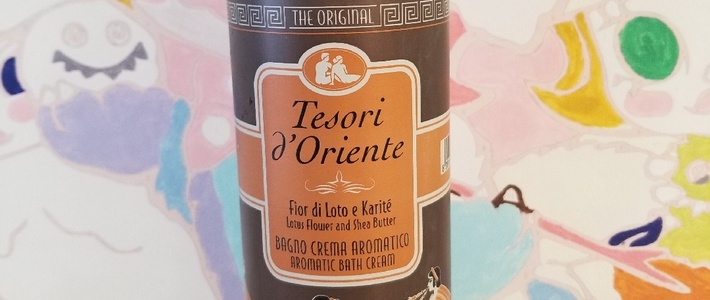 THE ORIGINAL
Tesori
d'Oriente
Fior di Loto e Karité
Lotus Flower and Shea Butter
BAGNO CREMA AROMATICO
AROMATIC BATH CREAM